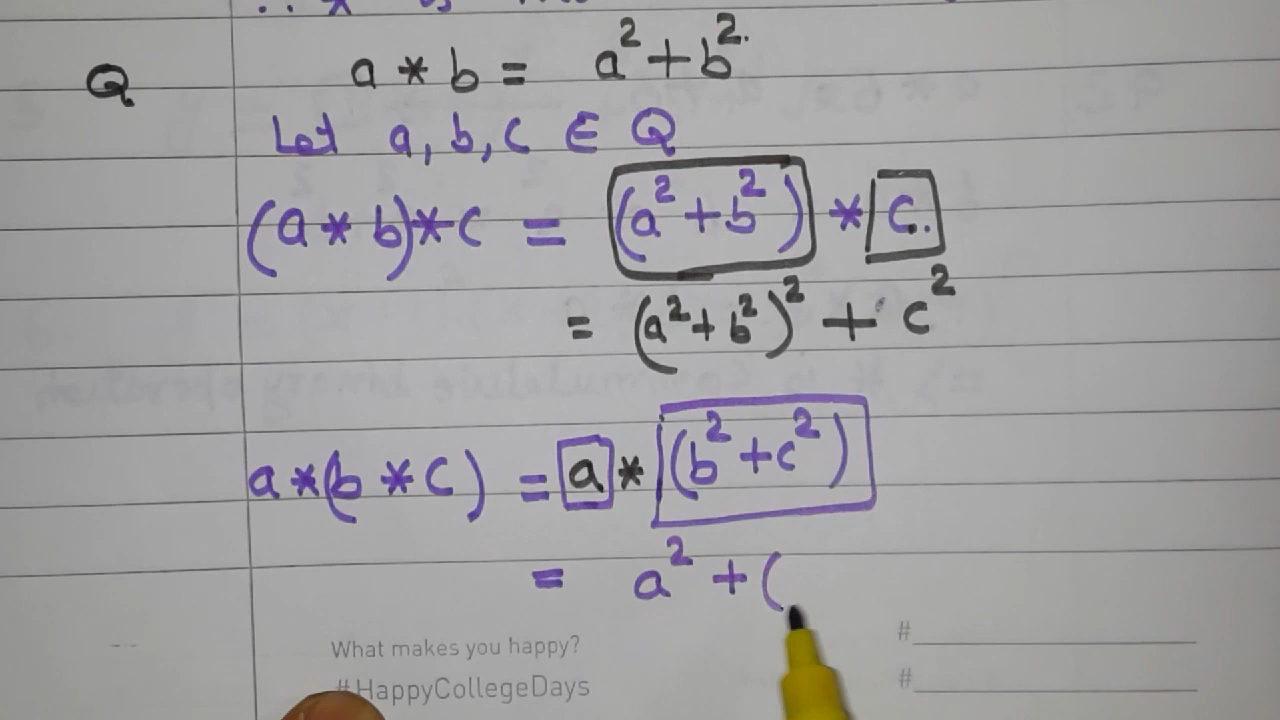 Q a * b = a² + b².
Let a, b, c ∈ Q
(a * b) * c = (a² + b²) * c.
= (a² + b²)² + c²
a * (b * c) = a * (b² + c²)
= a² + (
What makes you happy?
#
#HappyCollegeDays
#